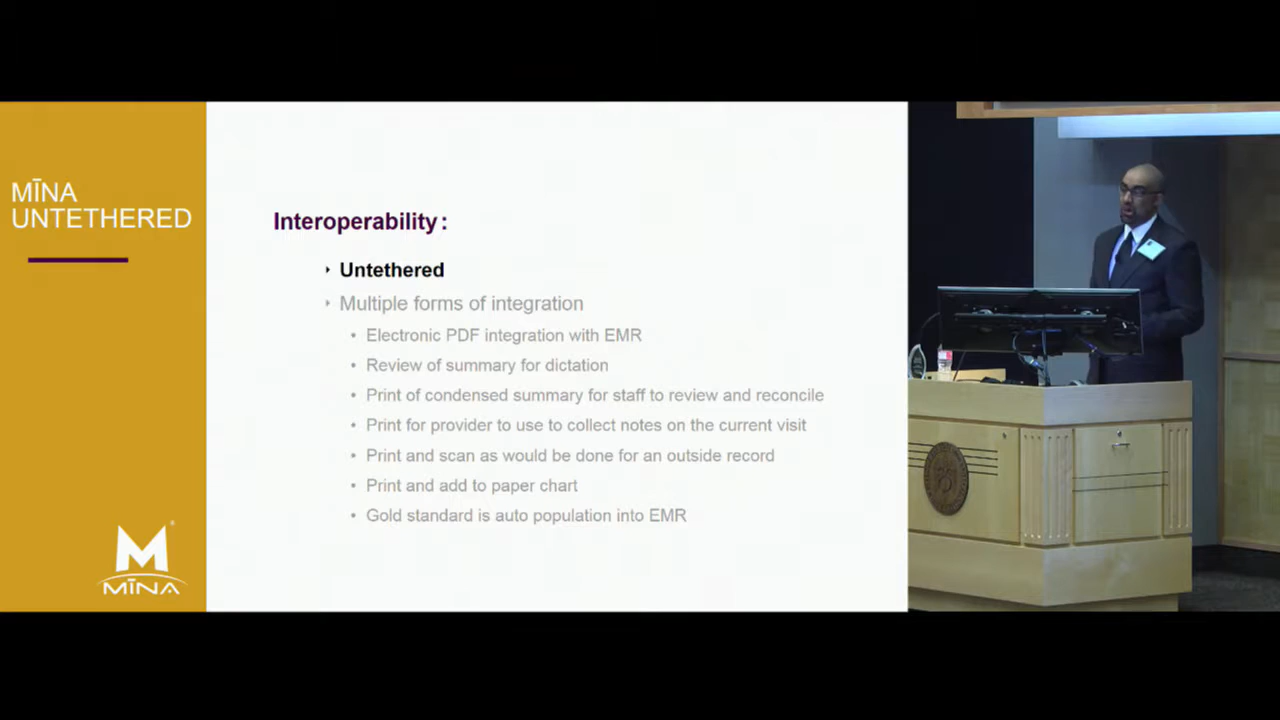 MĪNA
UNTETHERED
Interoperability :
Untethered
Multiple forms of integration
Electronic PDF integration with EMR
Review of summary for dictation
Print of condensed summary for staff to review and reconcile
Print for provider to use to collect notes on the current visit
Print and scan as would be done for an outside record
Print and add to paper chart
Gold standard is auto population into EMR
M®
MĪNA